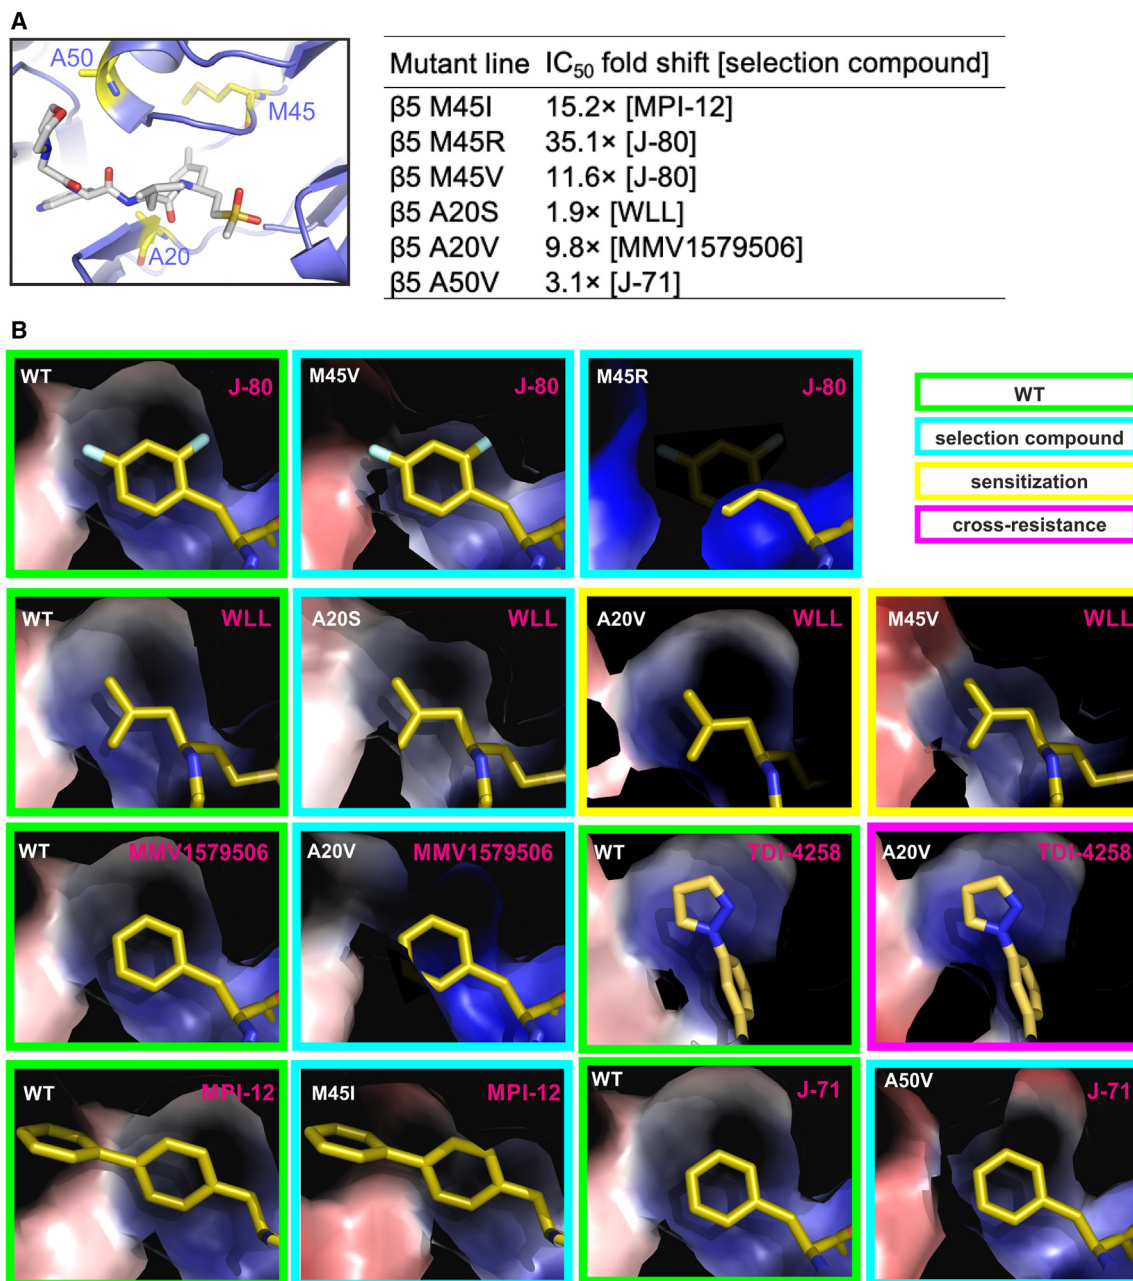 A
A50
M45
A20
Mutant line IC50 fold shift [selection compound]
β5 M45I 15.2× [MPI-12]
β5 M45R 35.1× [J-80]
β5 M45V 11.6× [J-80]
β5 A20S 1.9× [WLL]
β5 A20V 9.8× [MMV1579506]
β5 A50V 3.1× [J-71]
B
WT J-80
M45V J-80
M45R J-80
WT
selection compound
sensitization
cross-resistance
WT WLL
A20S WLL
A20V WLL
M45V WLL
WT MMV1579506
A20V MMV1579506
WT TDI-4258
A20V TDI-4258
WT MPI-12
M45I MPI-12
WT J-71
A50V J-71